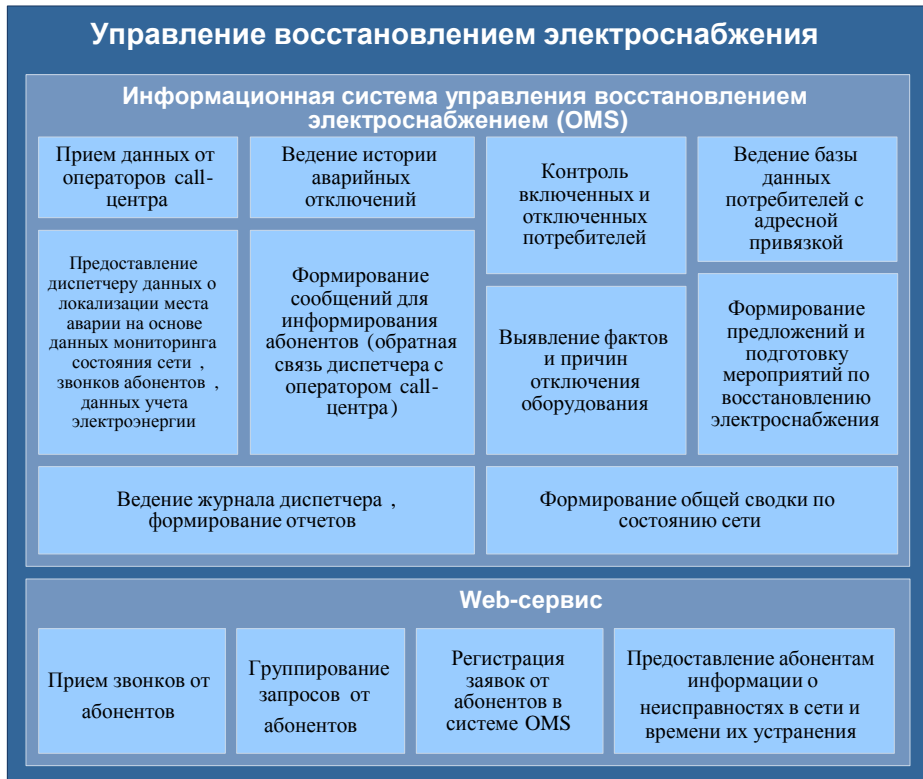 Управление восстановлением электроснабжения
Информационная система управления восстановлением
электроснабжением (OMS)
Прием данных от
операторов call-
центра
Ведение истории
аварийных
отключений
Контроль
включенных и
отключенных
потребителей
Ведение базы
данных
потребителей с
адресной
привязкой
Предоставление
диспетчеру данных о
локализации места
аварии на основе
данных мониторинга
состояния сети ,
звонков абонентов ,
данных учета
электроэнергии
Формирование
сообщений для
информирования
абонентов (обратная
связь диспетчера с
оператором call-
центра )
Выявление фактов
и причин
отключения
оборудования
Формирование
предложений и
подготовку
мероприятий по
восстановлению
электроснабжения
Ведение журнала диспетчера ,
формирование отчетов
Формирование общей сводки по
состоянию сети
Web-сервис
Прием звонков от
абонентов
Группирование
запросов от
абонентов
Регистрация
заявок от
абонентов в
системе OMS
Предоставление абонентам
информации о
неисправностях в сети и
времени их устранения